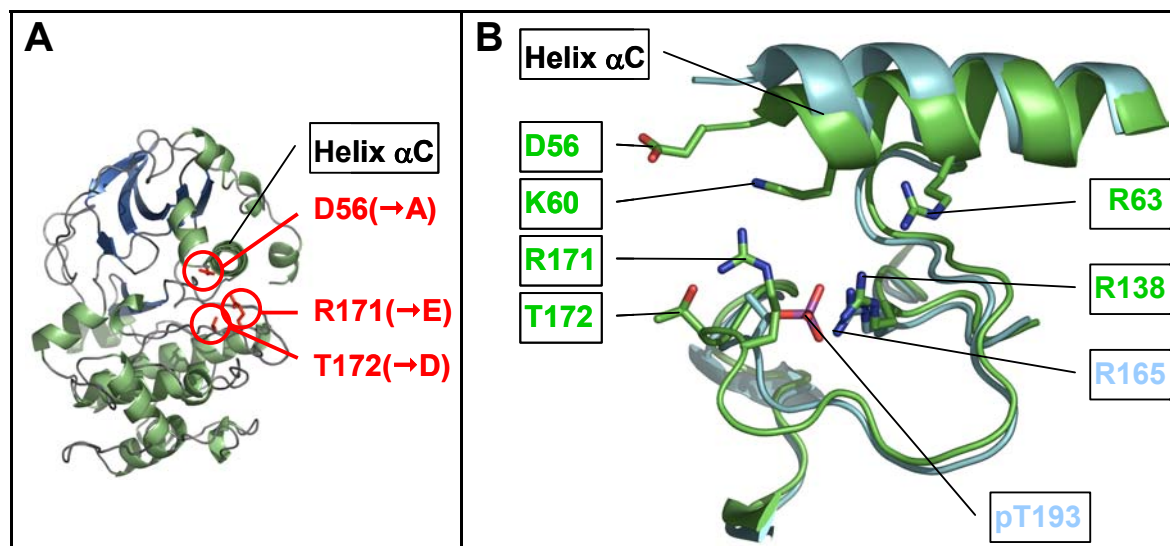 A
Helix αC
D56(→A)
R171(→E)
T172(→D)
B
Helix αC
D56
K60
R171
T172
R63
R138
R165
pT193